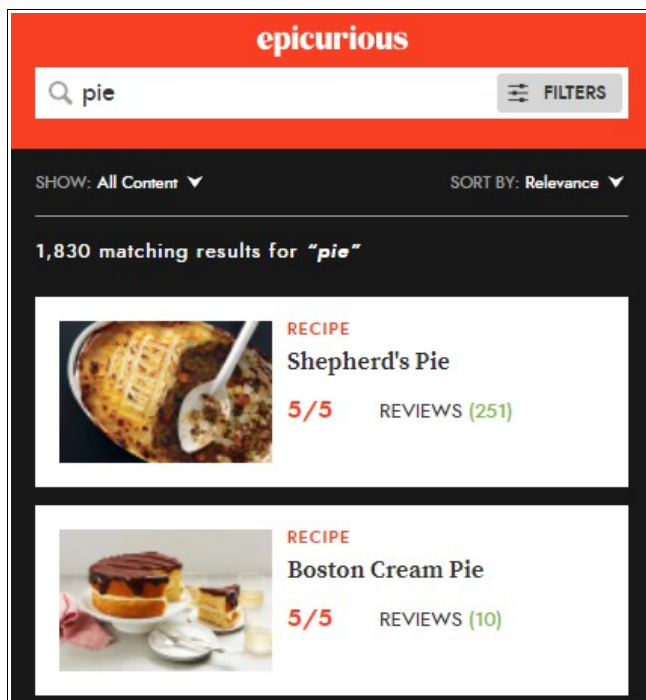 epicurious
pie FILTERS
SHOW: All Content SORT BY: Relevance
1,830 matching results for “pie”
RECIPE
Shepherd's Pie
5/5 REVIEWS (251)
RECIPE
Boston Cream Pie
5/5 REVIEWS (10)